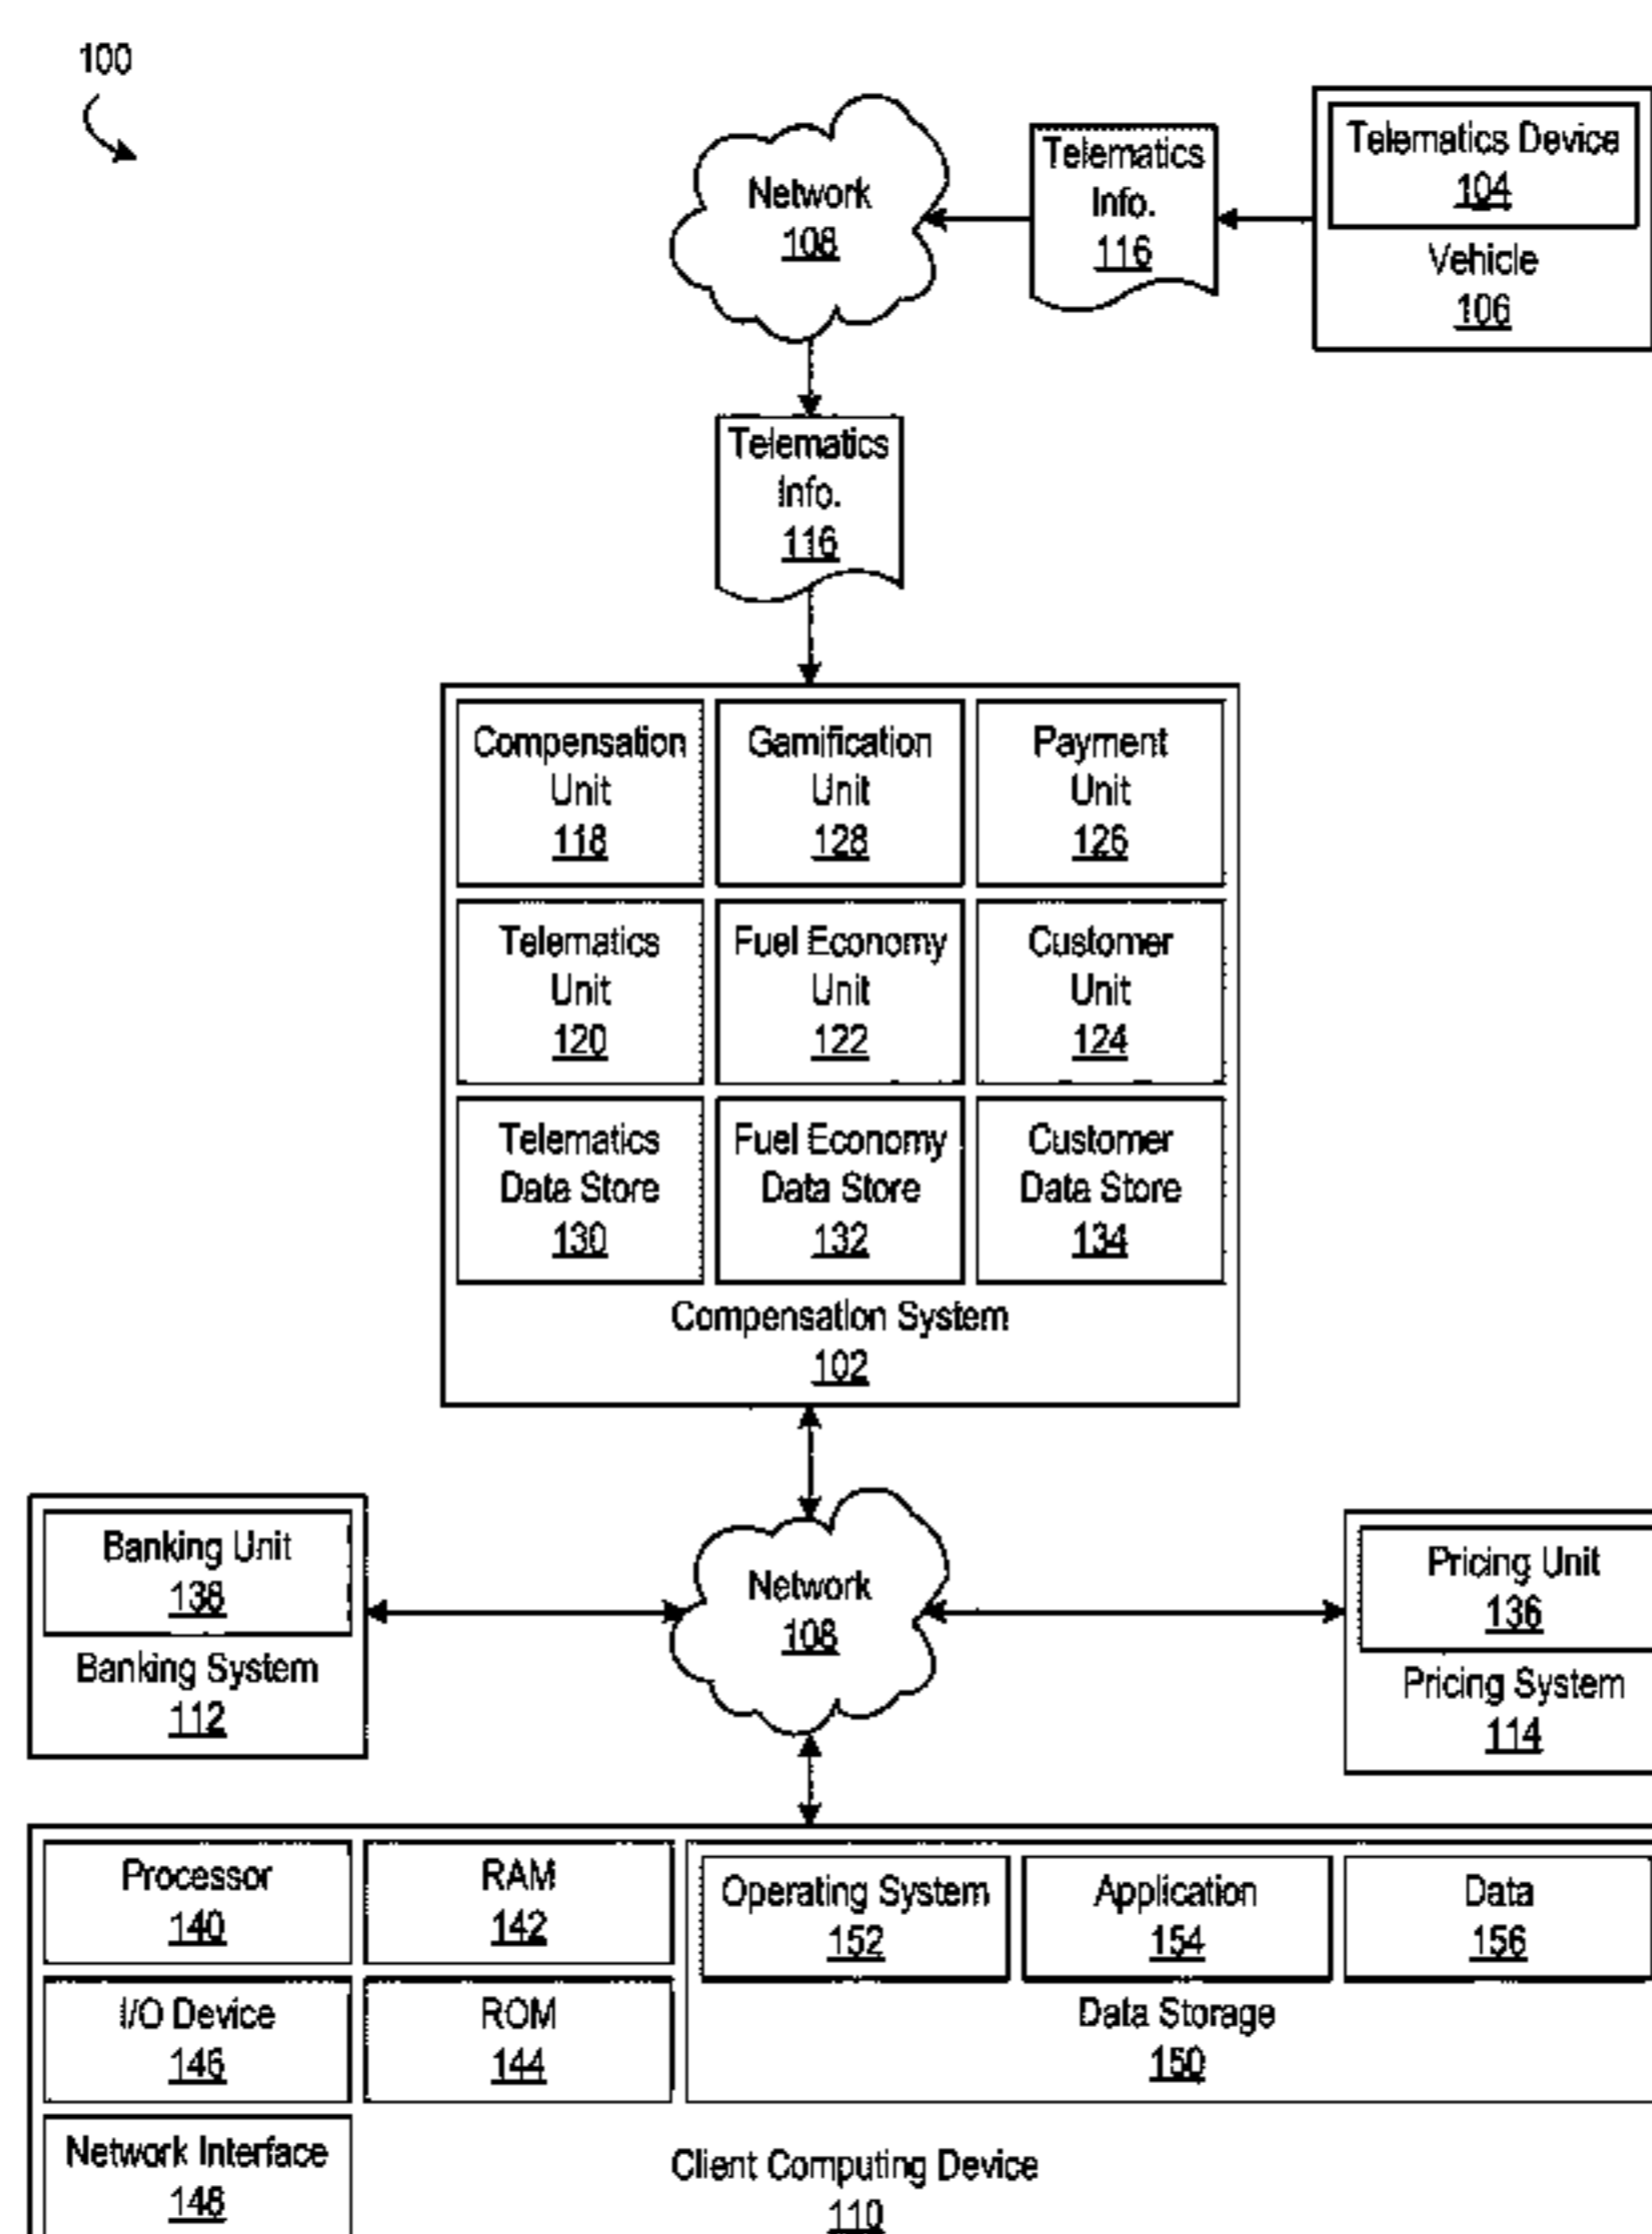 100
Network
108
Telematics
Info.
116
Telematics Device
104
Vehicle
106
Telematics
Info.
116
Compensation
Unit
118
Gamification
Unit
128
Payment
Unit
126
Telematics
Unit
120
Fuel Economy
Unit
122
Customer
Unit
124
Telematics
Data Store
130
Fuel Economy
Data Store
132
Customer
Data Store
134
Compensation System
102
Banking Unit
138
Banking System
112
Network
108
Pricing Unit
136
Pricing System
114
Processor
140
RAM
142
Operating System
152
Application
154
Data
156
I/O Device
146
ROM
144
Data Storage
150
Network Interface
148
Client Computing Device
110